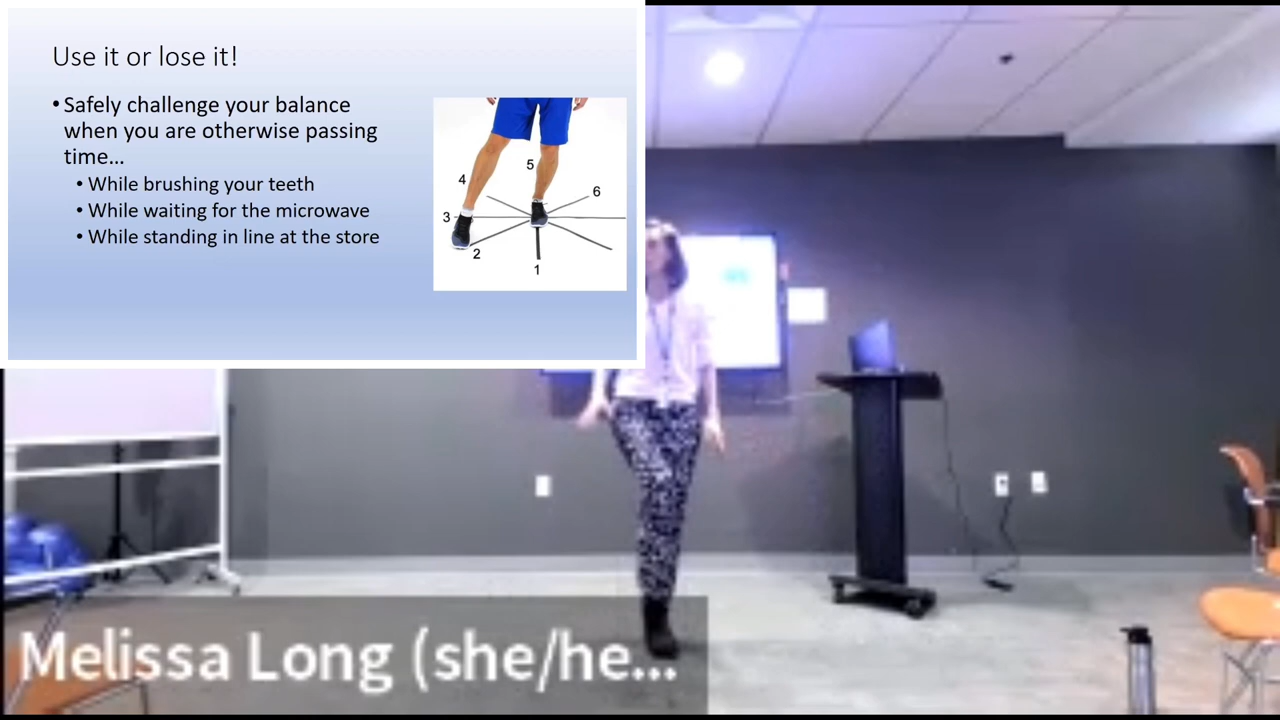 Use it or lose it!
• Safely challenge your balance
when you are otherwise passing
time...
• While brushing your teeth
• While waiting for the microwave
• While standing in line at the store
5
4
6
3
2
1
Melissa Long (she/he...